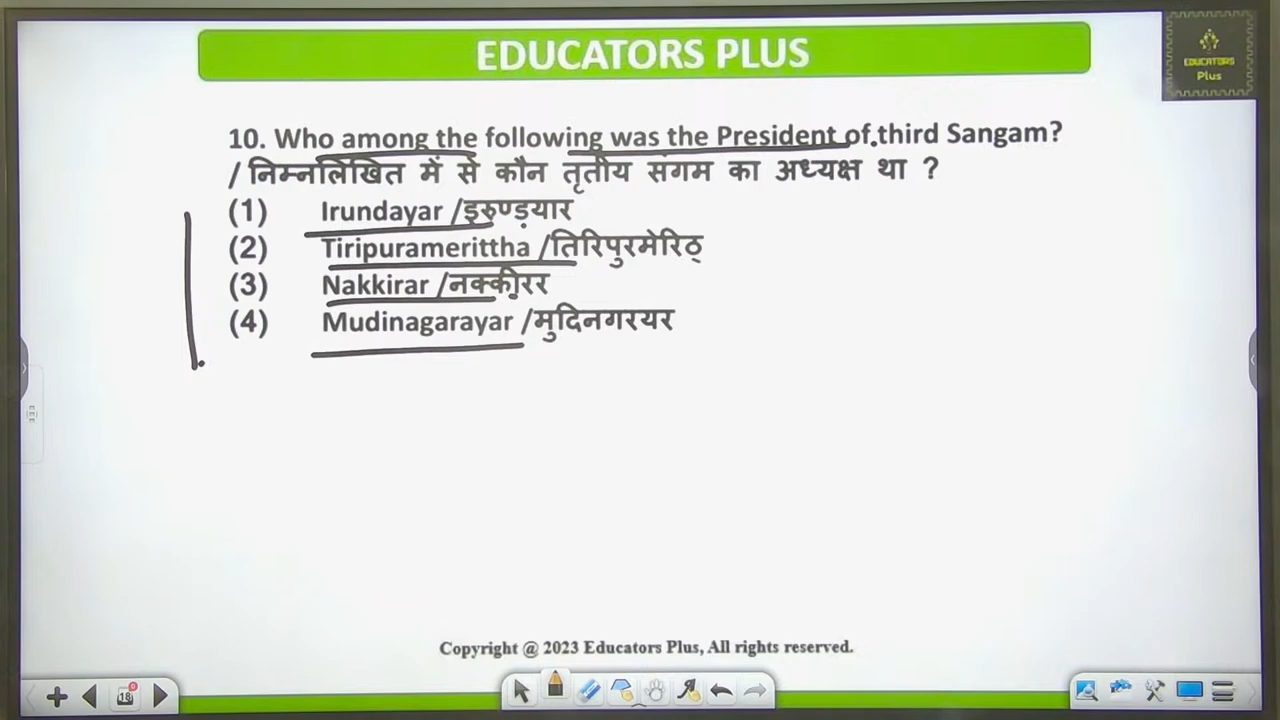 EDUCATORS PLUS
EDUCATORS
Plus
10. Who among the following was the President of third Sangam?
/ निम्नलिखित में से कौन तृतीय संगम का अध्यक्ष था ?
(1) Irundayar /इरुण्ड़यार
(2) Tiripuramerittha /तिरिपुरमेरिठ्
(3) Nakkirar /नक्कीरर
(4) Mudinagarayar /मुदिनगरयर
Copyright @ 2023 Educators Plus, All rights reserved.
18